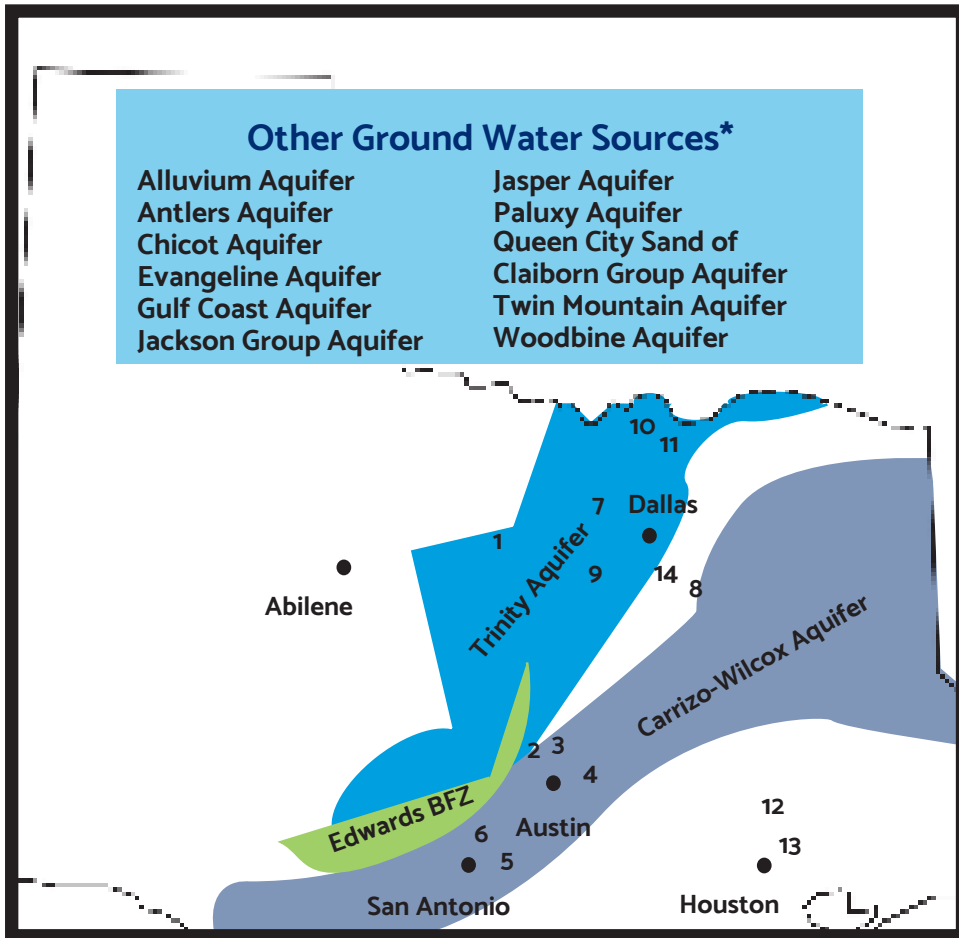 Other Ground Water Sources*
Alluvium Aquifer
Antlers Aquifer
Chicot Aquifer
Evangeline Aquifer
Gulf Coast Aquifer
Jackson Group Aquifer
Jasper Aquifer
Paluxy Aquifer
Queen City Sand of
Claiborn Group Aquifer
Twin Mountain Aquifer
Woodbine Aquifer
10
11
7
Dallas
1
Trinity Aquifer
9
14
8
Abilene
Carrizo-Wilcox Aquifer
2
3
4
Edwards BFZ
6
Austin
5
12
13
San Antonio
Houston